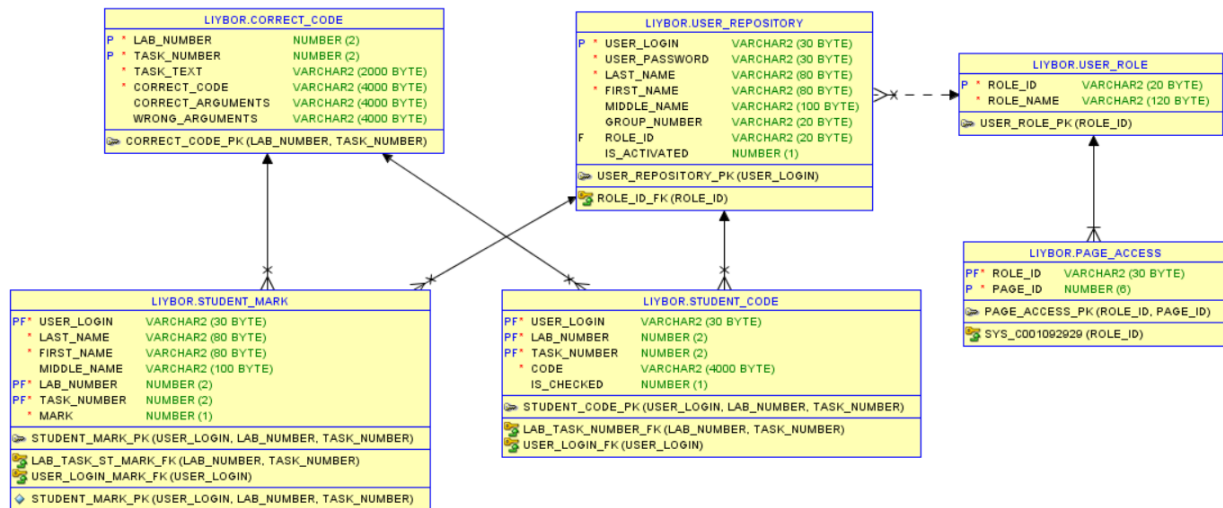 LIYBOR.CORRECT_CODE
P * LAB_NUMBER NUMBER (2)
P * TASK_NUMBER NUMBER (2)
* TASK_TEXT VARCHAR2 (2000 BYTE)
* CORRECT_CODE VARCHAR2 (4000 BYTE)
CORRECT_ARGUMENTS VARCHAR2 (4000 BYTE)
WRONG_ARGUMENTS VARCHAR2 (4000 BYTE)
CORRECT_CODE_PK (LAB_NUMBER, TASK_NUMBER)
LIYBOR.USER_REPOSITORY
P * USER_LOGIN VARCHAR2 (30 BYTE)
* USER_PASSWORD VARCHAR2 (30 BYTE)
* LAST_NAME VARCHAR2 (80 BYTE)
* FIRST_NAME VARCHAR2 (80 BYTE)
MIDDLE_NAME VARCHAR2 (100 BYTE)
GROUP_NUMBER VARCHAR2 (20 BYTE)
F ROLE_ID VARCHAR2 (20 BYTE)
IS_ACTIVATED NUMBER (1)
USER_REPOSITORY_PK (USER_LOGIN)
ROLE_ID_FK (ROLE_ID)
LIYBOR.USER_ROLE
P * ROLE_ID VARCHAR2 (20 BYTE)
* ROLE_NAME VARCHAR2 (120 BYTE)
USER_ROLE_PK (ROLE_ID)
LIYBOR.PAGE_ACCESS
PF* ROLE_ID VARCHAR2 (30 BYTE)
P * PAGE_ID NUMBER (6)
PAGE_ACCESS_PK (ROLE_ID, PAGE_ID)
SYS_C001092929 (ROLE_ID)
LIYBOR.STUDENT_MARK
PF* USER_LOGIN VARCHAR2 (30 BYTE)
* LAST_NAME VARCHAR2 (80 BYTE)
* FIRST_NAME VARCHAR2 (80 BYTE)
MIDDLE_NAME VARCHAR2 (100 BYTE)
PF* LAB_NUMBER NUMBER (2)
PF* TASK_NUMBER NUMBER (2)
* MARK NUMBER (1)
STUDENT_MARK_PK (USER_LOGIN, LAB_NUMBER, TASK_NUMBER)
LAB_TASK_ST_MARK_FK (LAB_NUMBER, TASK_NUMBER)
USER_LOGIN_MARK_FK (USER_LOGIN)
STUDENT_MARK_PK (USER_LOGIN, LAB_NUMBER, TASK_NUMBER)
LIYBOR.STUDENT_CODE
PF* USER_LOGIN VARCHAR2 (30 BYTE)
PF* LAB_NUMBER NUMBER (2)
PF* TASK_NUMBER NUMBER (2)
* CODE VARCHAR2 (4000 BYTE)
IS_CHECKED NUMBER (1)
STUDENT_CODE_PK (USER_LOGIN, LAB_NUMBER, TASK_NUMBER)
LAB_TASK_NUMBER_FK (LAB_NUMBER, TASK_NUMBER)
USER_LOGIN_FK (USER_LOGIN)